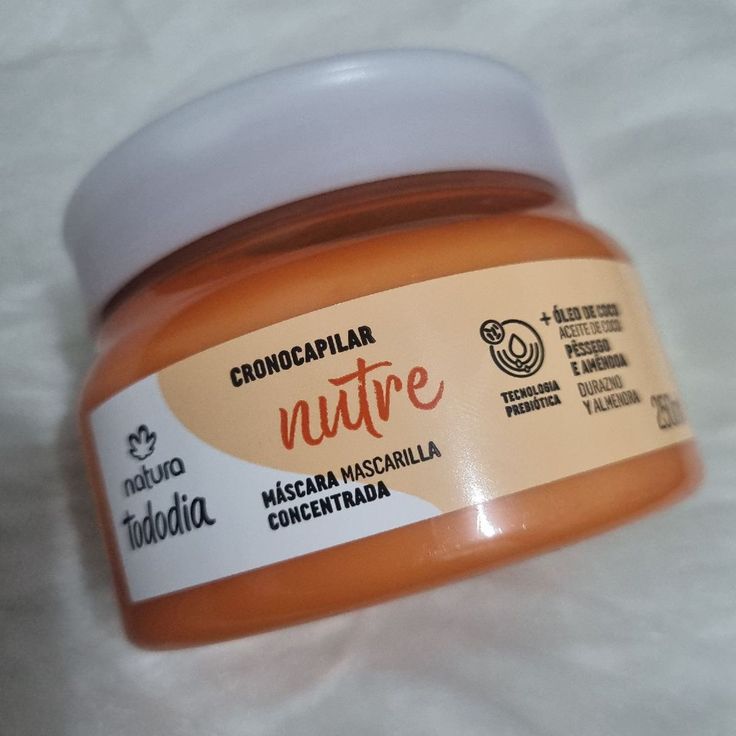 CRONOCAPILAR
nutre
MÁSCARA MASCARILLA
CONCENTRADA
natura
tododia
TECNOLOGIA
PREBIÓTICA
+ ÓLEO DE COCO
ACEITE DE COCO
PÊSSEGO
E AMÊNDOA
DURAZNO
Y ALMENDRA